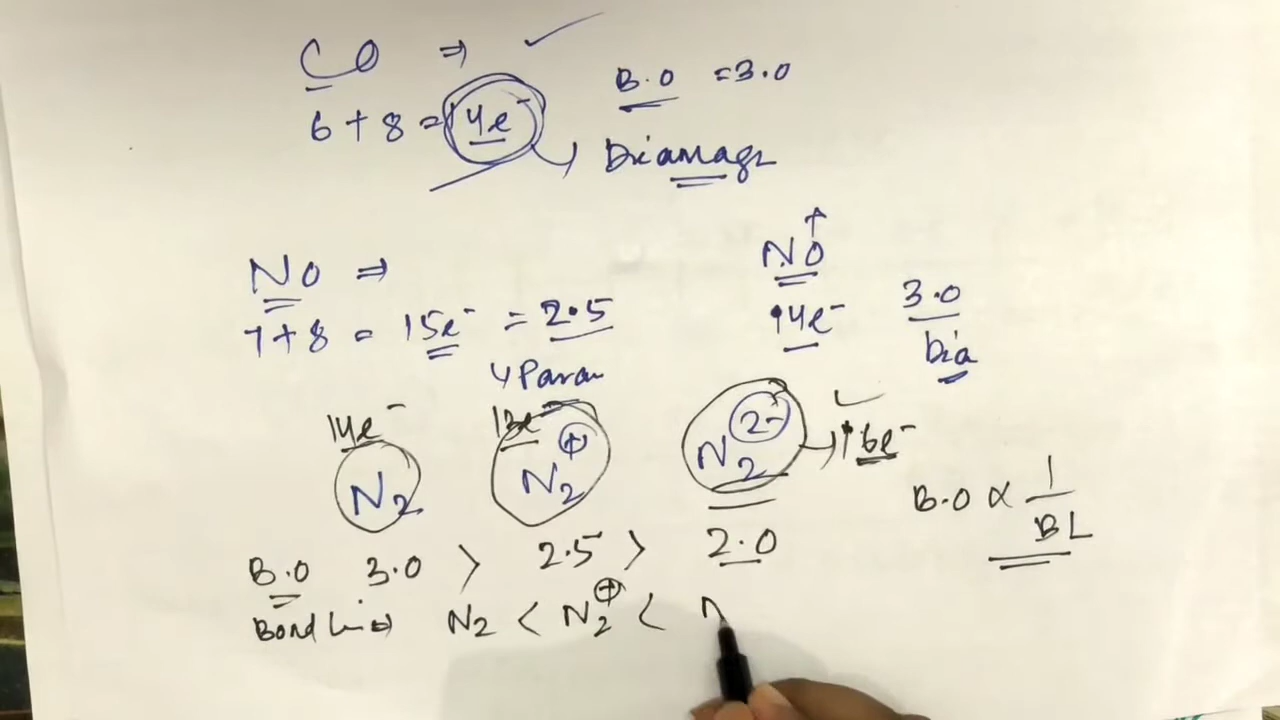 CO ⇒ ✓
6 + 8 = 14e⁻ B.O = 3.0
Diamagn
NO ⇒
7+8 = 15e⁻ = 2.5
↳ Param
NO⁺
14e⁻ 3.0
Dia
14e⁻ 13e⁻
N₂ N₂⁺ N₂²⁻ → 16e⁻ ✓
B.O ∝ 1/BL
B.O 3.0 > 2.5 > 2.0
Bond ⇒ N₂ < N₂⁺ < N